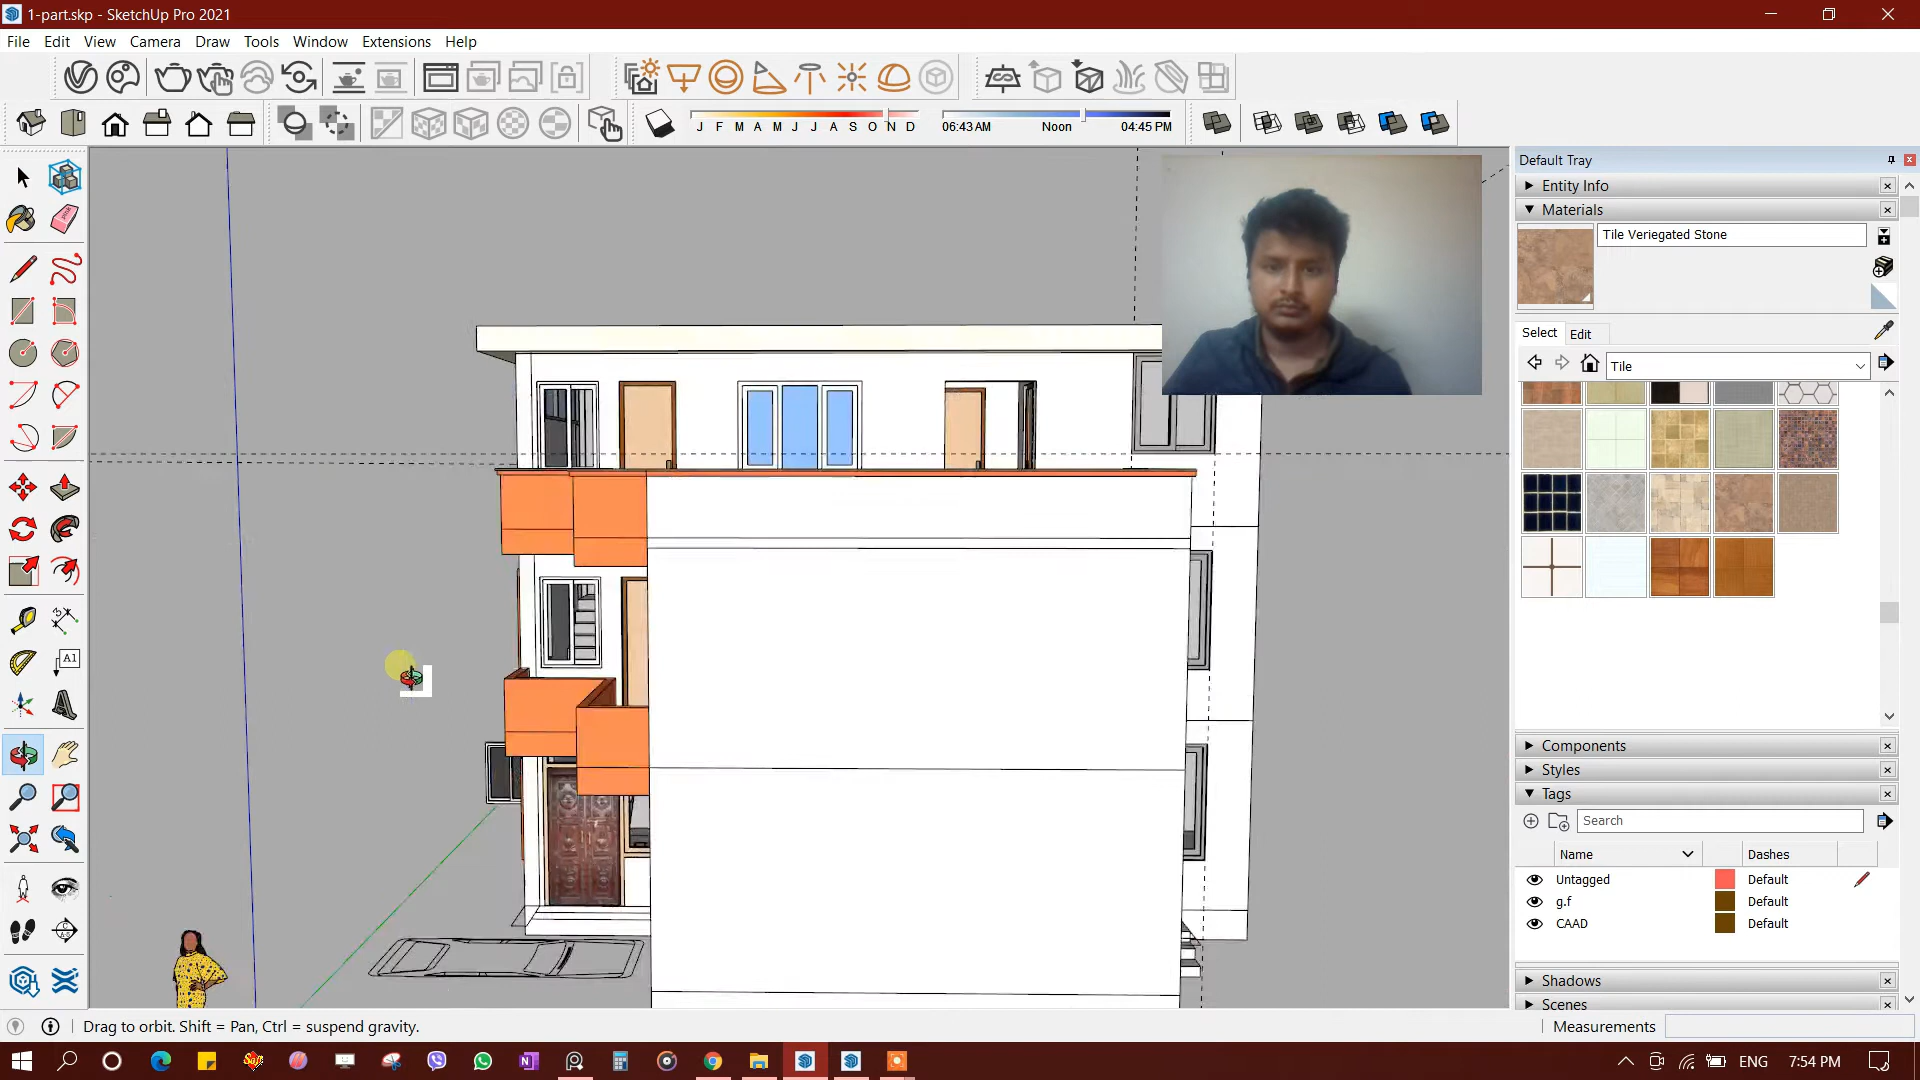 1-part.skp - SketchUp Pro 2021
File Edit View Camera Draw Tools Window Extensions Help
J F M A M J J A S O N D 06:43 AM Noon 04:45 PM
Default Tray
Entity Info
Materials
Tile Veriegated Stone
Select Edit
Tile
A1
Components
Styles
Tags
Search
Name Dashes
Untagged Default
g.f Default
CAAD Default
Shadows
Scenes
Drag to orbit. Shift = Pan, Ctrl = suspend gravity.
Measurements
ENG 7:54 PM